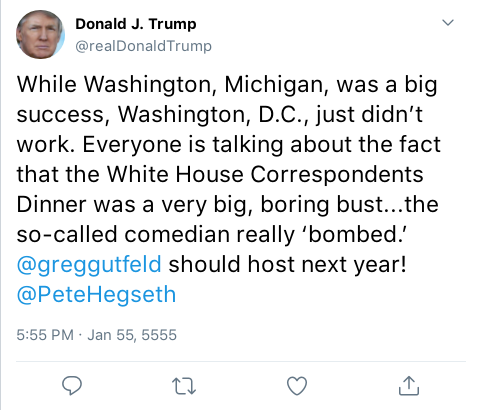 Donald J. Trump
@realDonaldTrump
While Washington, Michigan, was a big
success, Washington, D.C., just didn’t
work. Everyone is talking about the fact
that the White House Correspondents
Dinner was a very big, boring bust...the
so-called comedian really ‘bombed.’
@greggutfeld should host next year!
@PeteHegseth
5:55 PM · Jan 55, 5555